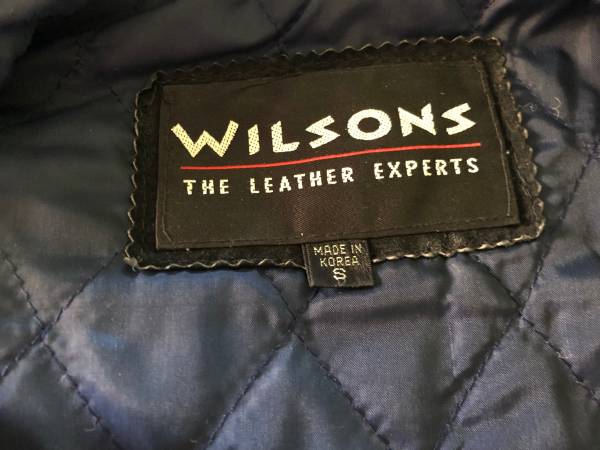 WILSONS
THE LEATHER EXPERTS
MADE IN
KOREA
S